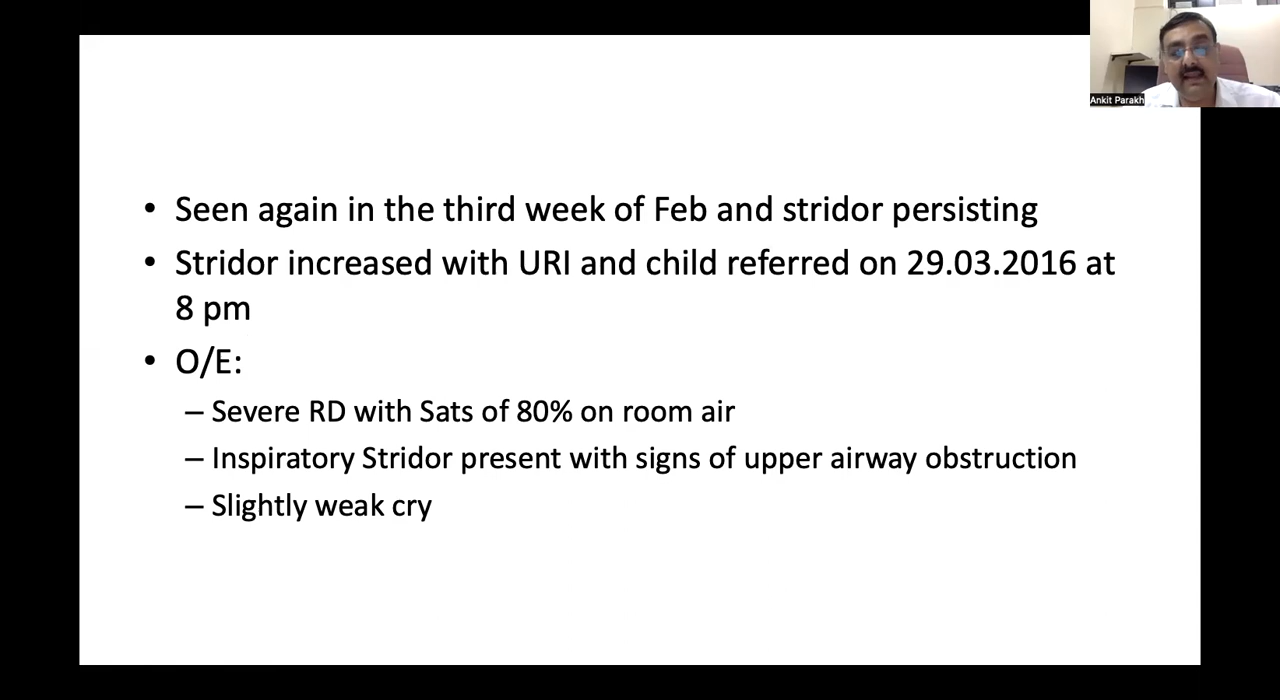 Ankit Parakh
• Seen again in the third week of Feb and stridor persisting
• Stridor increased with URI and child referred on 29.03.2016 at
8 pm
• O/E:
– Severe RD with Sats of 80% on room air
– Inspiratory Stridor present with signs of upper airway obstruction
– Slightly weak cry